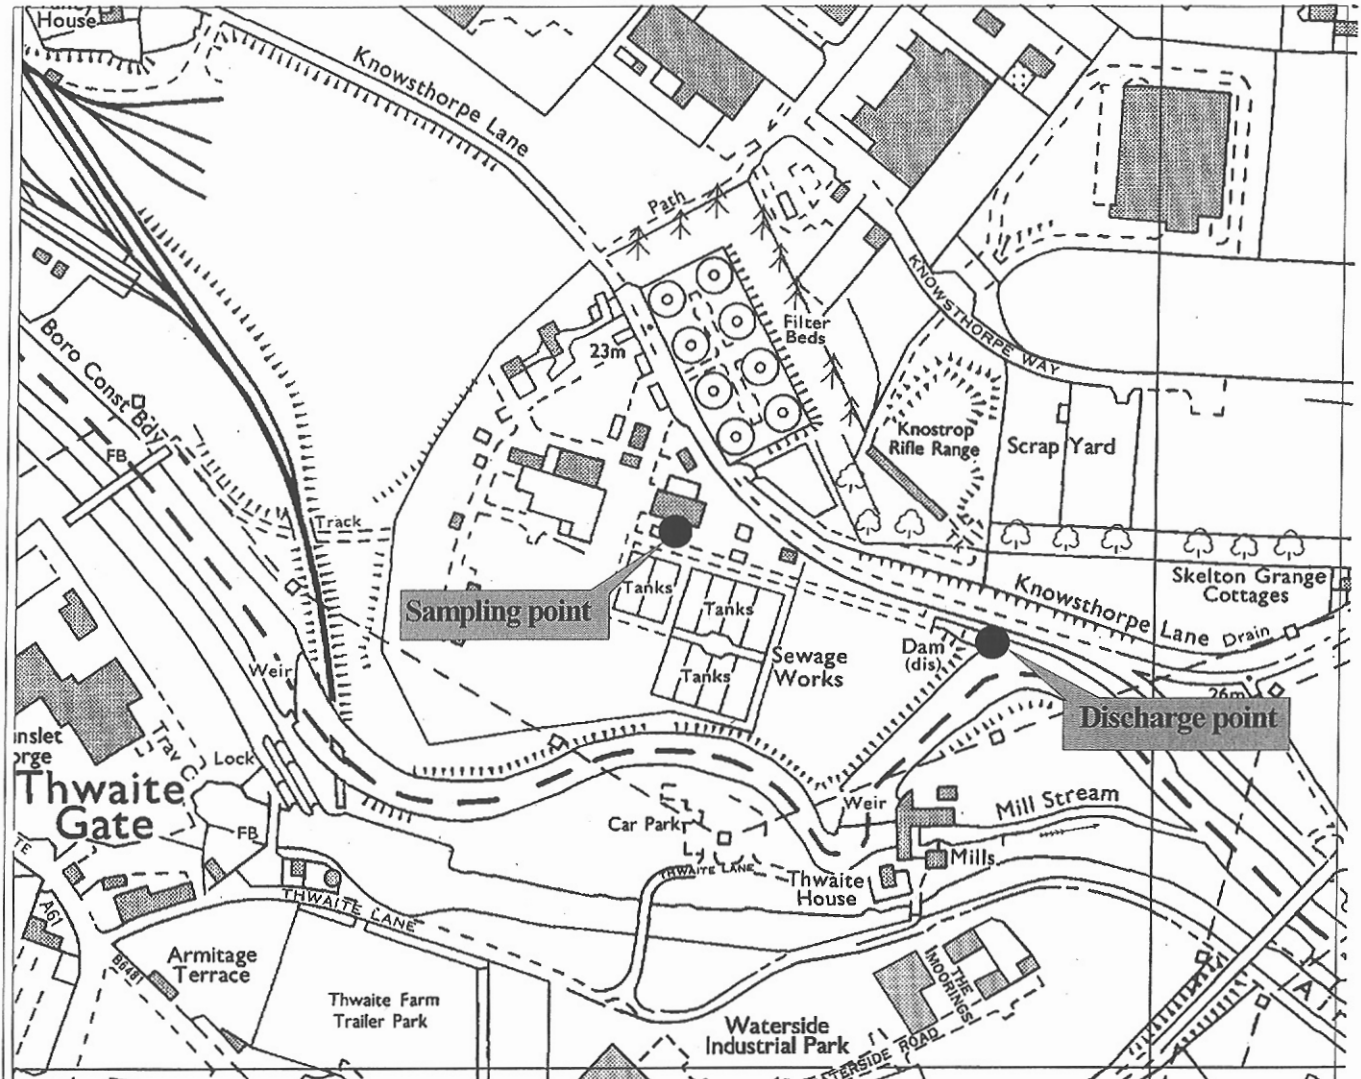 House
Knowsthorpe Lane
Path
KNOWSTHORPE WAY
Filter
Beds
23m
Boro Const Bdy
FB
Knostrop
Rifle Range
Scrap Yard
Track
Tk
Skelton Grange
Cottages
Knowsthorpe Lane
Drain
Tanks
Tanks
Tanks
Sampling point
Sewage
Works
Dam
(dis)
26m
Discharge point
Weir
Lock
Trav C
Thwaite
Gate
FB
Car Park
Weir
Mill Stream
Mills
THWAITE LANE
Thwaite
House
THWAITE LANE
A61
B6481
Armitage
Terrace
Thwaite Farm
Trailer Park
THE
MOORINGS
Waterside
Industrial Park
ROAD
A